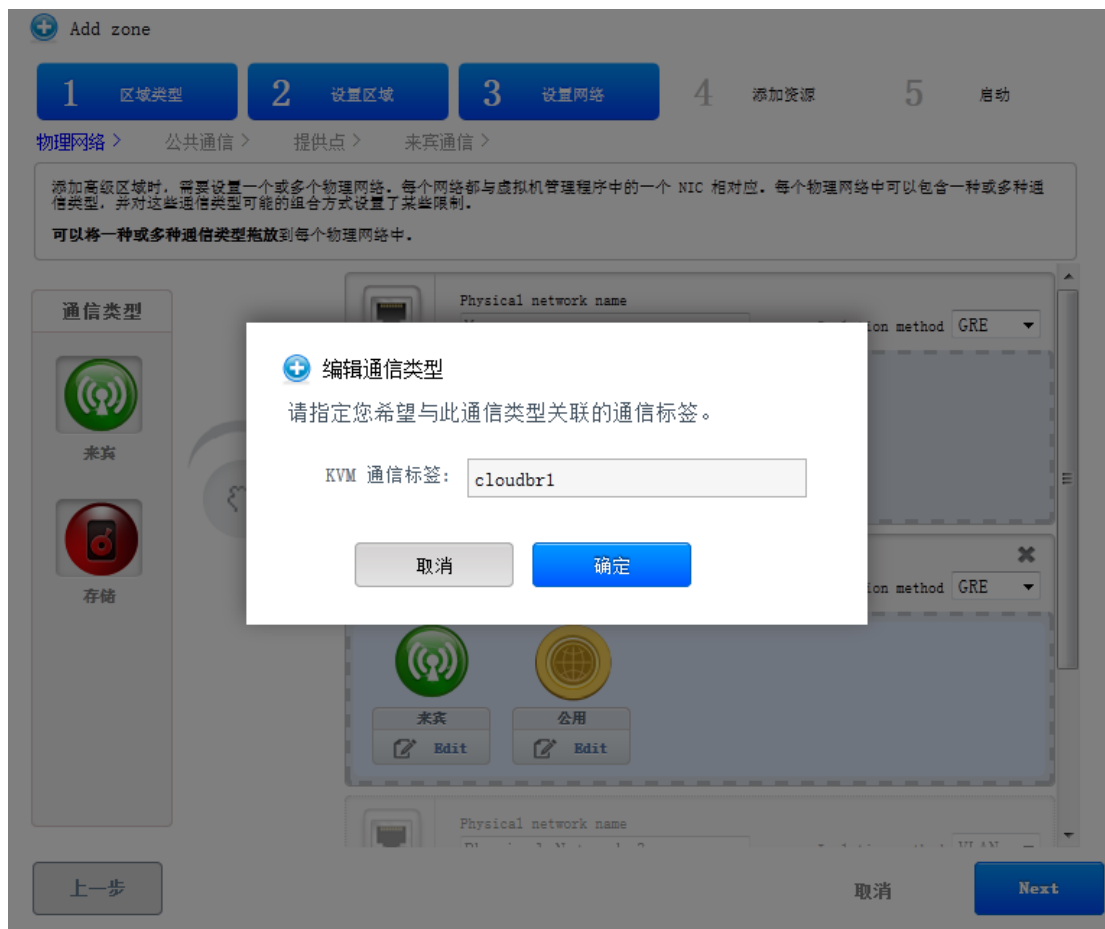 Add zone
1 区域类型 2 设置区域 3 设置网络 4 添加资源 5 启动
物理网络 > 公共通信 > 提供点 > 来宾通信 >
添加高级区域时，需要设置一个或多个物理网络。每个网络都与虚拟机管理程序中的一个 NIC 相对应。每个物理网络中可以包含一种或多种通
信类型，并对这些通信类型可能的组合方式设置了某些限制。
可以将一种或多种通信类型拖放到每个物理网络中。
通信类型
来宾
存储
Physical network name
ion method GRE
编辑通信类型
请指定您希望与此通信类型关联的通信标签。
KVM 通信标签: cloudbr1
取消 确定
ion method GRE
来宾 公用
Edit Edit
Physical network name
上一步 取消 Next